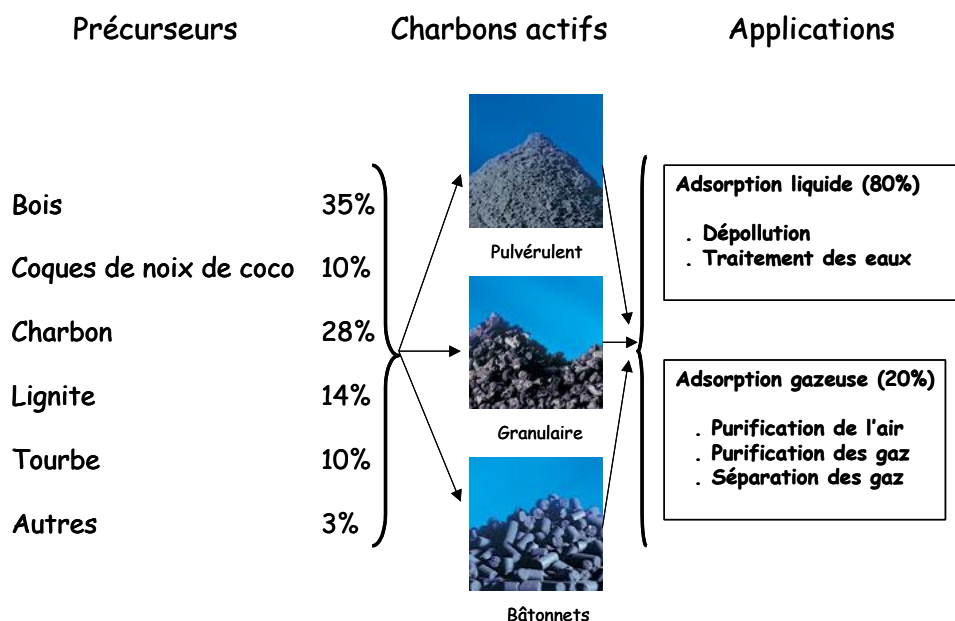 Précurseurs
Charbons actifs
Applications
Bois 35%
Coques de noix de coco 10%
Charbon 28%
Lignite 14%
Tourbe 10%
Autres 3%
Pulvérulent
Granulaire
Bâtonnets
Adsorption liquide (80%)
. Dépollution
. Traitement des eaux
Adsorption gazeuse (20%)
. Purification de l'air
. Purification des gaz
. Séparation des gaz